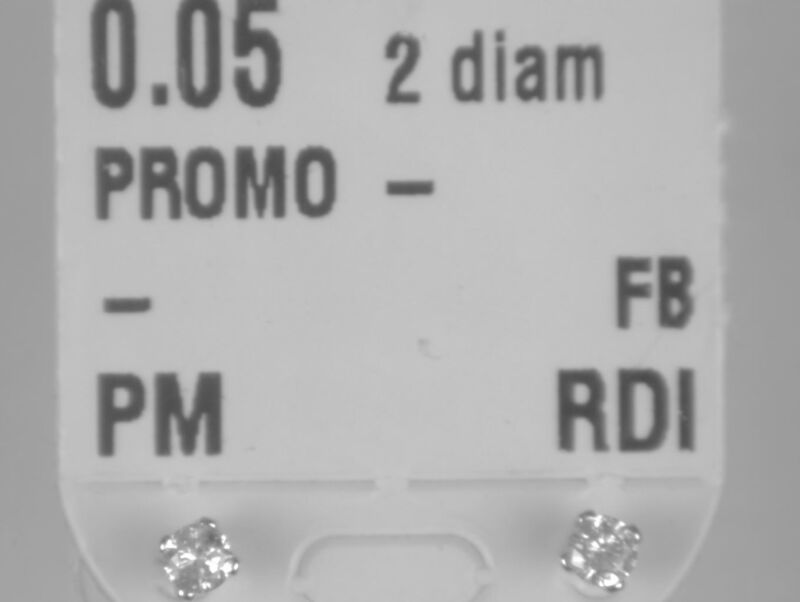 0.05 2 diam
PROMO -
- FB
PM RDI